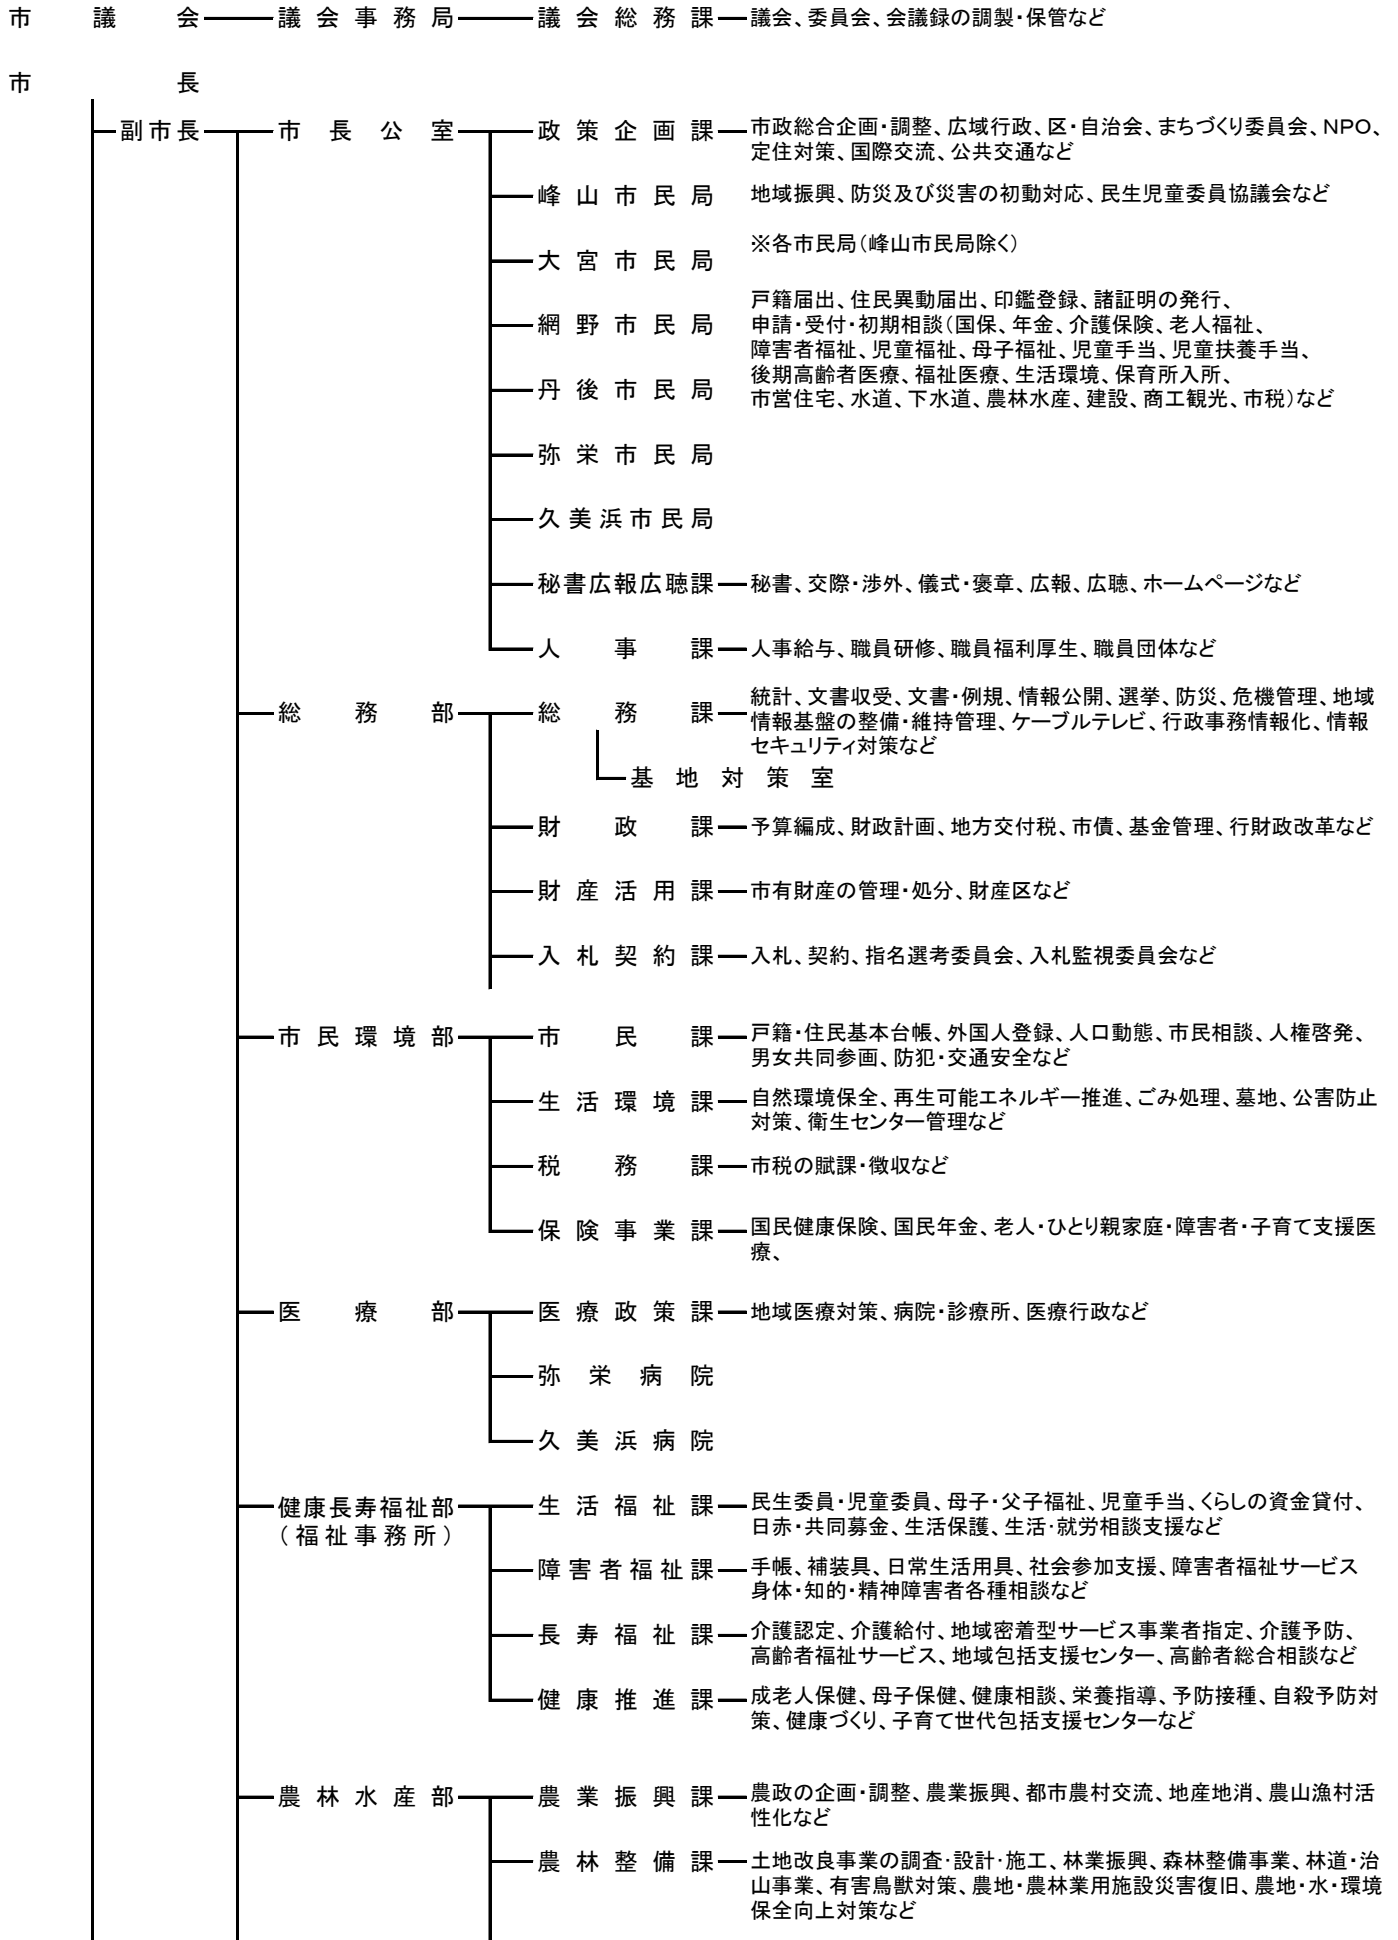 市議会 議会事務局 議会総務課 議会、委員会、会議録の調製・保管など
市長
副市長 市長公室 政策企画課 市政総合企画・調整、広域行政、区・自治会、まちづくり委員会、NPO、
定住対策、国際交流、公共交通など
峰山市民局 地域振興、防災及び災害の初動対応、民生児童委員協議会など
※各市民局（峰山市民局除く）
大宮市民局
戸籍届出、住民異動届出、印鑑登録、諸証明の発行、
網野市民局 申請・受付・初期相談（国保、年金、介護保険、老人福祉、
障害者福祉、児童福祉、母子福祉、児童手当、児童扶養手当、
後期高齢者医療、福祉医療、生活環境、保育所入所、
丹後市民局 市営住宅、水道、下水道、農林水産、建設、商工観光、市税）など
弥栄市民局
久美浜市民局
秘書広報広聴課 秘書、交際・渉外、儀式・褒章、広報、広聴、ホームページなど
人事課 人事給与、職員研修、職員福利厚生、職員団体など
総務部 総務課 統計、文書収受、文書・例規、情報公開、選挙、防災、危機管理、地域
情報基盤の整備・維持管理、ケーブルテレビ、行政事務情報化、情報
セキュリティ対策など
基地対策室
財政課 予算編成、財政計画、地方交付税、市債、基金管理、行財政改革など
財産活用課 市有財産の管理・処分、財産区など
入札契約課 入札、契約、指名選考委員会、入札監視委員会など
市民環境部 市民課 戸籍・住民基本台帳、外国人登録、人口動態、市民相談、人権啓発、
男女共同参画、防犯・交通安全など
生活環境課 自然環境保全、再生可能エネルギー推進、ごみ処理、墓地、公害防止
対策、衛生センター管理など
税務課 市税の賦課・徴収など
保険事業課 国民健康保険、国民年金、老人・ひとり親家庭・障害者・子育て支援医
療、
医療部 医療政策課 地域医療対策、病院・診療所、医療行政など
弥栄病院
久美浜病院
健康長寿福祉部 生活福祉課 民生委員・児童委員、母子・父子福祉、児童手当、くらしの資金貸付、
（福祉事務所） 日赤・共同募金、生活保護、生活・就労相談支援など
障害者福祉課 手帳、補装具、日常生活用具、社会参加支援、障害者福祉サービス
身体・知的・精神障害者各種相談など
長寿福祉課 介護認定、介護給付、地域密着型サービス事業者指定、介護予防、
高齢者福祉サービス、地域包括支援センター、高齢者総合相談など
健康推進課 成老人保健、母子保健、健康相談、栄養指導、予防接種、自殺予防対
策、健康づくり、子育て世代包括支援センターなど
農林水産部 農業振興課 農政の企画・調整、農業振興、都市農村交流、地産地消、農山漁村活
性化など
農林整備課 土地改良事業の調査・設計・施工、林業振興、森林整備事業、林道・治
山事業、有害鳥獣対策、農地・農林業用施設災害復旧、農地・水・環境
保全向上対策など